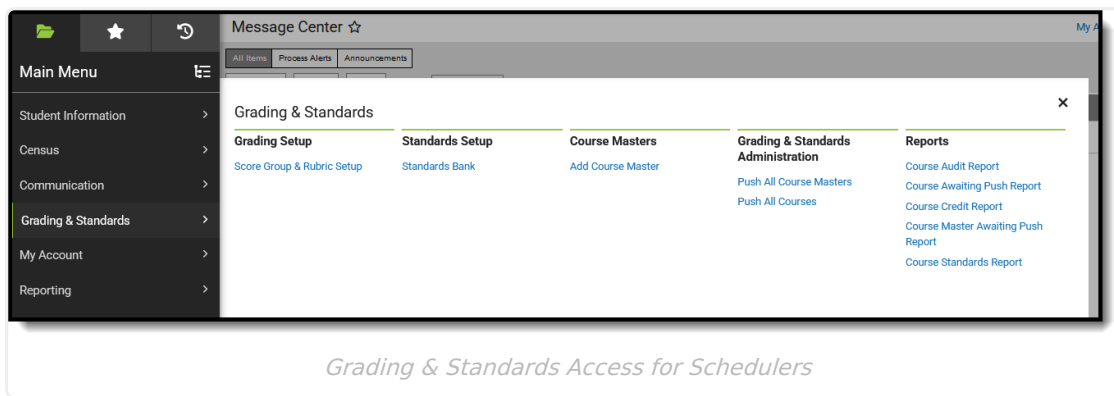 Message Center
My A
All Items Process Alerts Announcements
Main Menu
Student Information
Census
Communication
Grading & Standards
My Account
Reporting
Grading & Standards
Grading Setup
Score Group & Rubric Setup
Standards Setup
Standards Bank
Course Masters
Add Course Master
Grading & Standards
Administration
Push All Course Masters
Push All Courses
Reports
Course Audit Report
Course Awaiting Push Report
Course Credit Report
Course Master Awaiting Push
Report
Course Standards Report
Grading & Standards Access for Schedulers